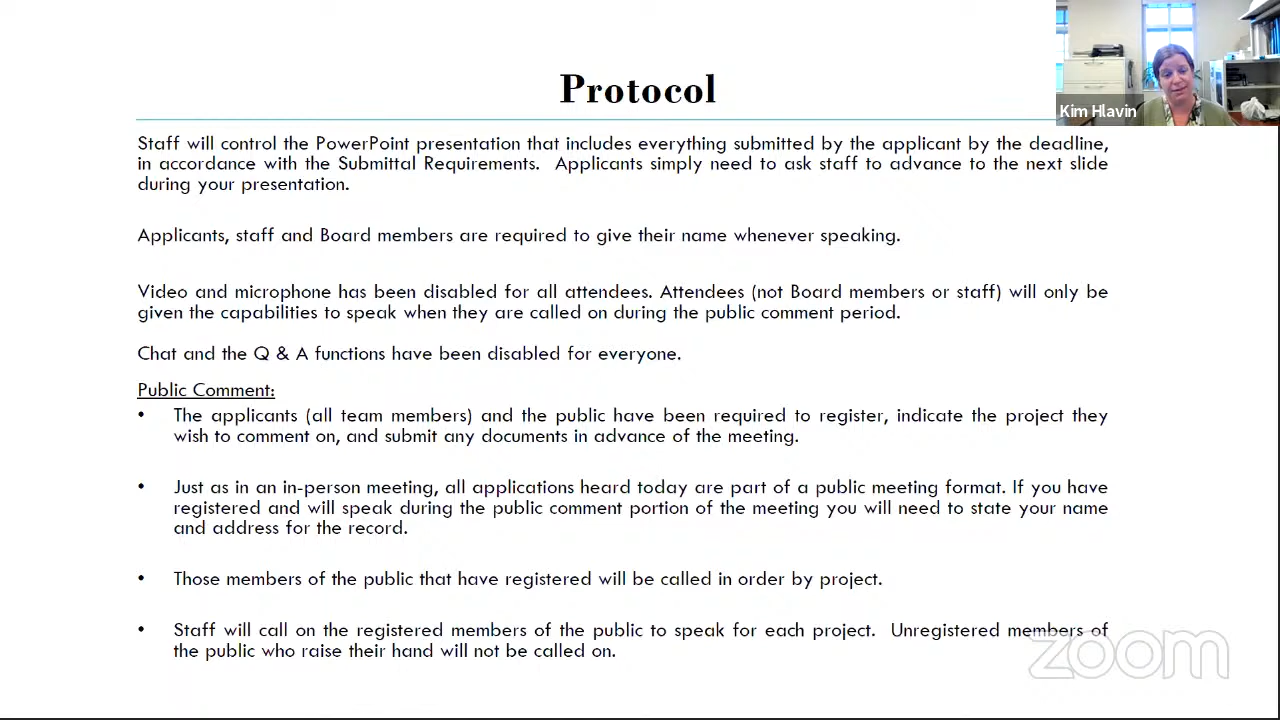 Protocol
Kim Hlavin
Staff will control the PowerPoint presentation that includes everything submitted by the applicant by the deadline,
in accordance with the Submittal Requirements.  Applicants simply need to ask staff to advance to the next slide
during your presentation.
Applicants, staff and Board members are required to give their name whenever speaking.
Video and microphone has been disabled for all attendees. Attendees (not Board members or staff) will only be
given the capabilities to speak when they are called on during the public comment period.
Chat and the Q & A functions have been disabled for everyone.
Public Comment:
• The applicants (all team members) and the public have been required to register, indicate the project they
wish to comment on, and submit any documents in advance of the meeting.
• Just as in an in-person meeting, all applications heard today are part of a public meeting format. If you have
registered and will speak during the public comment portion of the meeting you will need to state your name
and address for the record.
• Those members of the public that have registered will be called in order by project.
• Staff will call on the registered members of the public to speak for each project.  Unregistered members of
the public who raise their hand will not be called on.
zoom